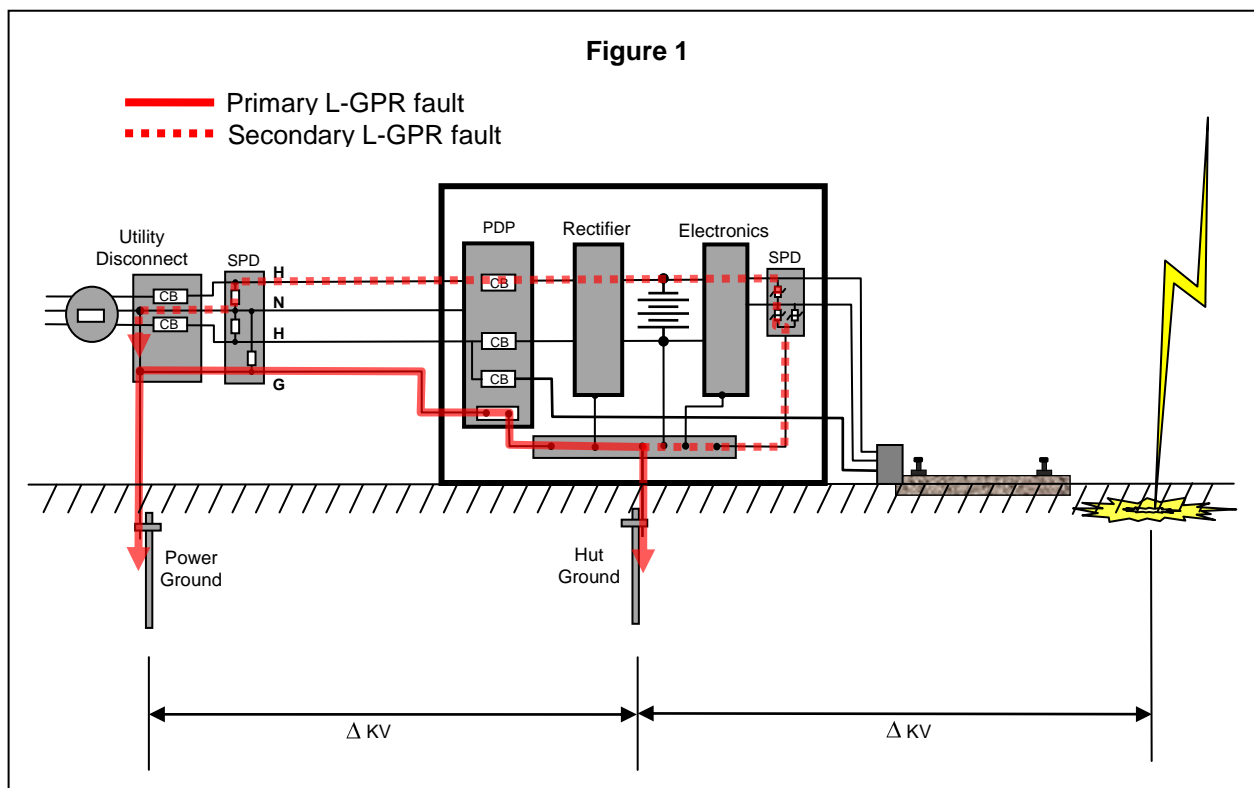 Figure 1
Primary L-GPR fault
Secondary L-GPR fault
Utility
Disconnect
SPD
PDP
Rectifier
Electronics
SPD
H
N
H
G
CB
CB
CB
CB
CB
Power
Ground
Hut
Ground
Δ KV
Δ KV